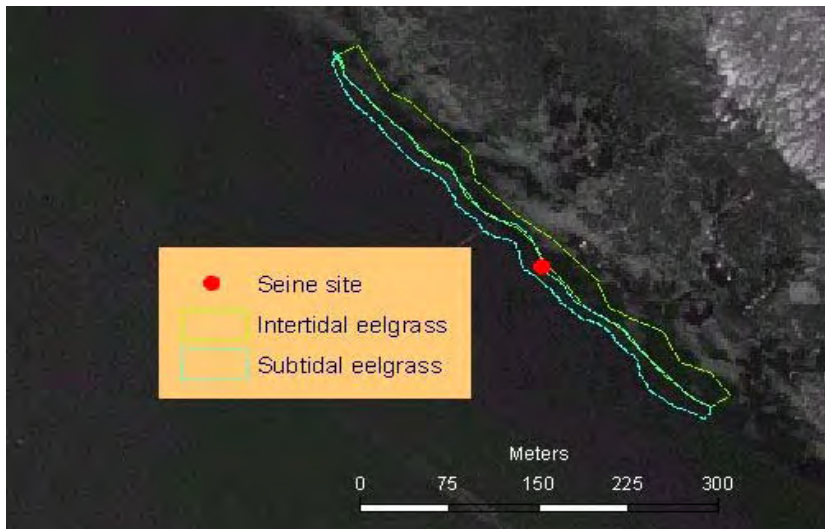 Seine site
Intertidal eelgrass
Subtidal eelgrass
Meters
0 75 150 225 300